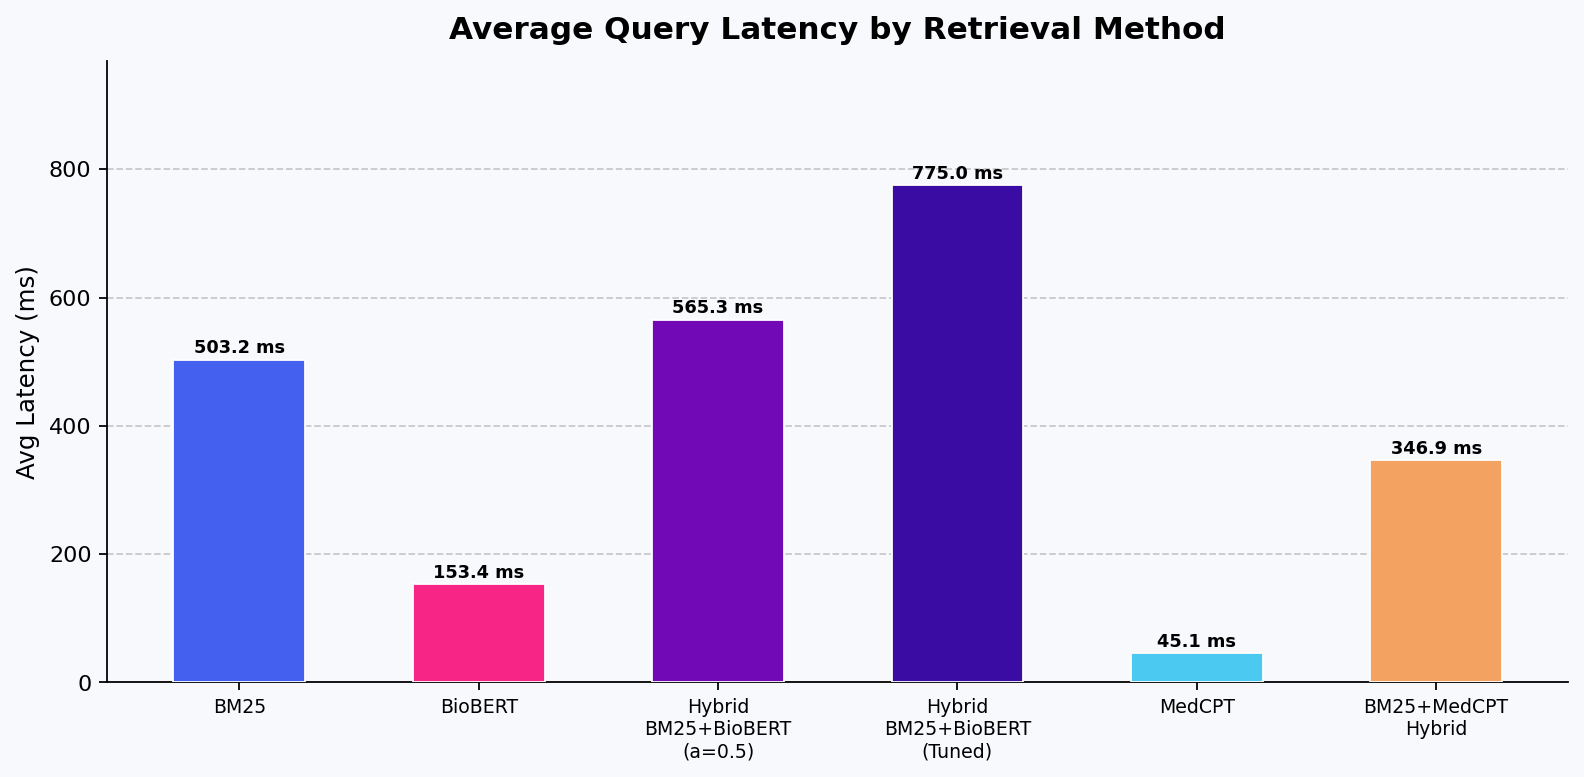 Average Query Latency by Retrieval Method
Avg Latency (ms)
800
600
400
200
0
503.2 ms
153.4 ms
565.3 ms
775.0 ms
45.1 ms
346.9 ms
BM25
BioBERT
Hybrid
BM25+BioBERT
(a=0.5)
Hybrid
BM25+BioBERT
(Tuned)
MedCPT
BM25+MedCPT
Hybrid